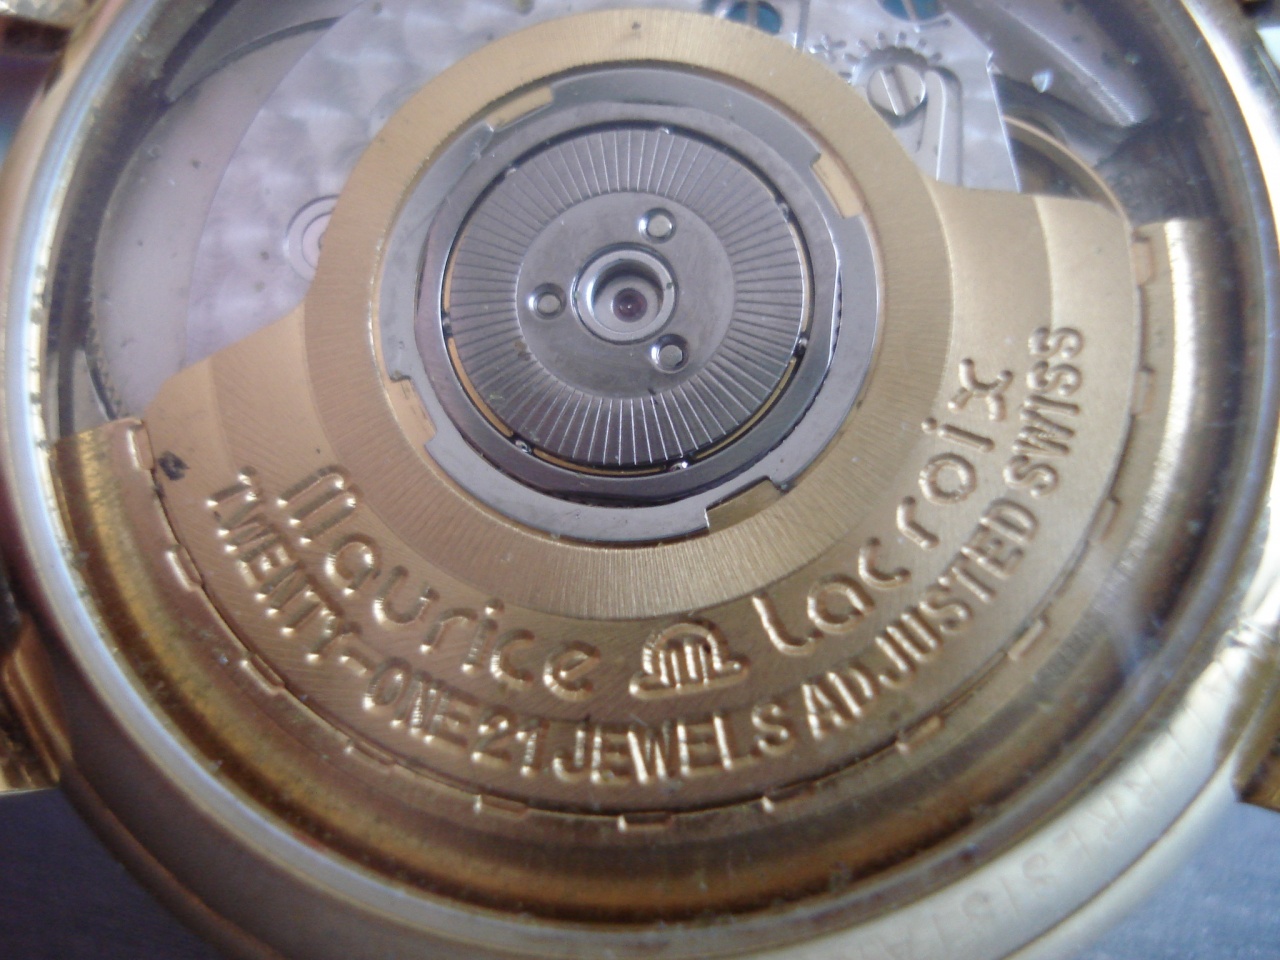 Maurice Lacroix
TWENTY-ONE 21 JEWELS ADJUSTED SWISS